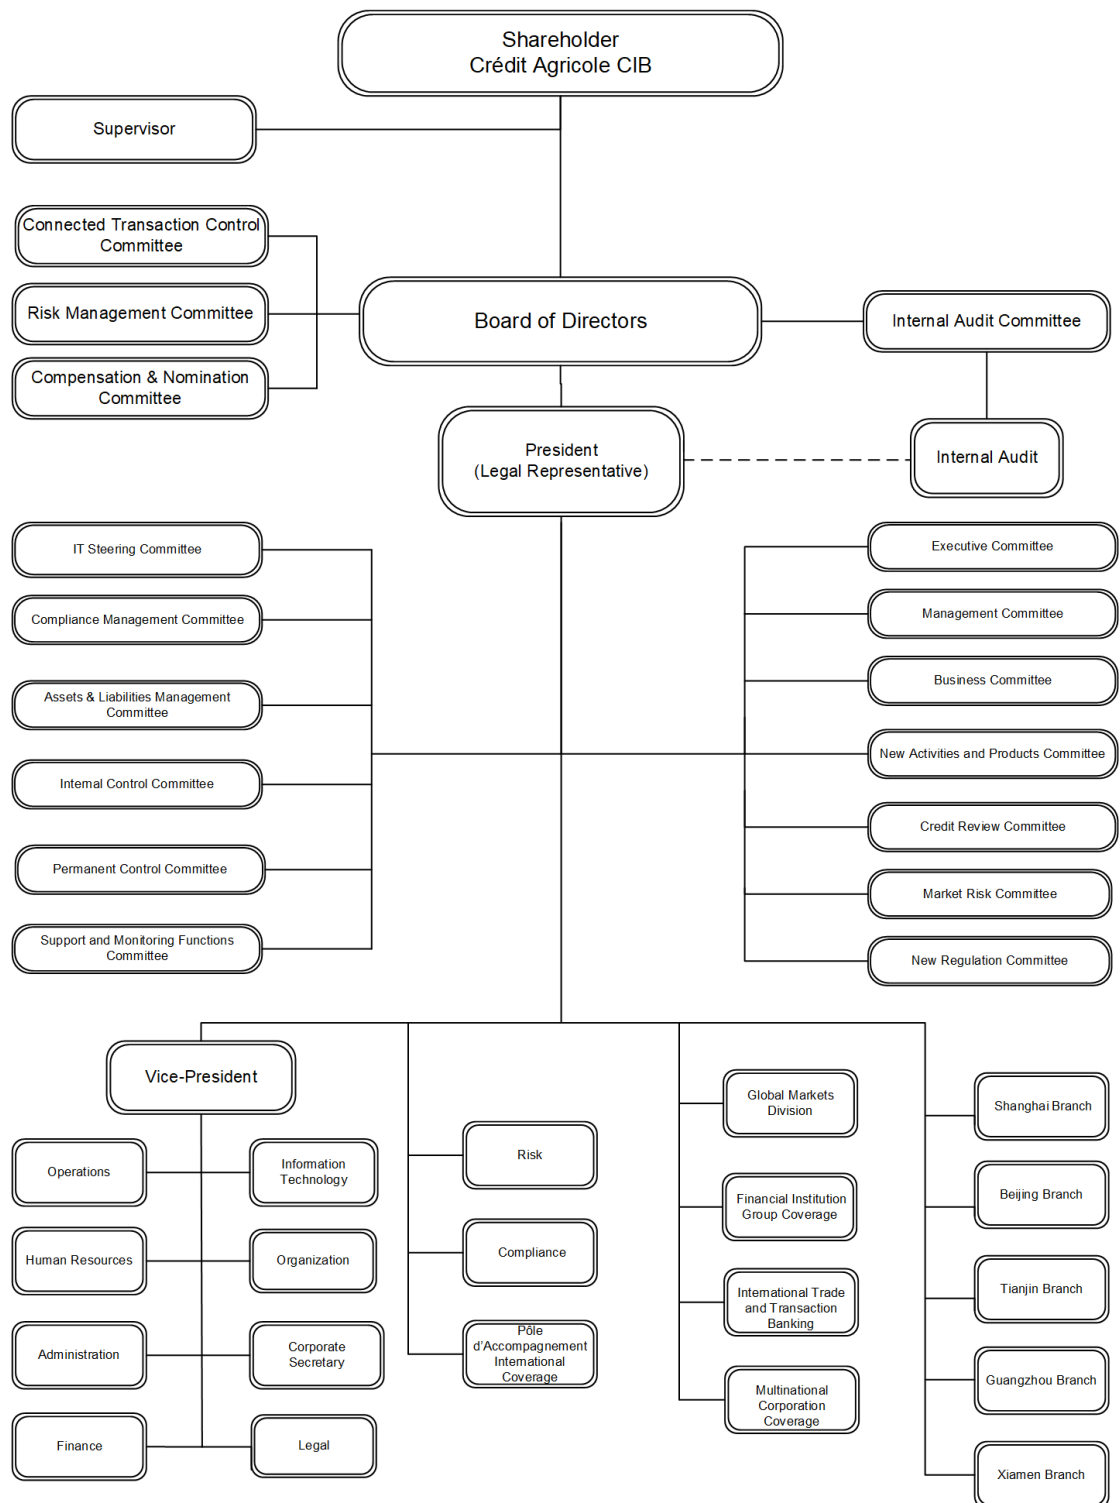 Shareholder
Crédit Agricole CIB
Supervisor
Connected Transaction Control
Committee
Risk Management Committee
Compensation & Nomination
Committee
Board of Directors
Internal Audit Committee
President
(Legal Representative)
Internal Audit
IT Steering Committee
Compliance Management Committee
Assets & Liabilities Management
Committee
Internal Control Committee
Permanent Control Committee
Support and Monitoring Functions
Committee
Executive Committee
Management Committee
Business Committee
New Activities and Products Committee
Credit Review Committee
Market Risk Committee
New Regulation Committee
Vice-President
Operations
Information
Technology
Human Resources
Organization
Administration
Corporate
Secretary
Finance
Legal
Risk
Compliance
Pôle
d'Accompagnement
International
Coverage
Global Markets
Division
Financial Institution
Group Coverage
International Trade
and Transaction
Banking
Multinational
Corporation
Coverage
Shanghai Branch
Beijing Branch
Tianjin Branch
Guangzhou Branch
Xiamen Branch